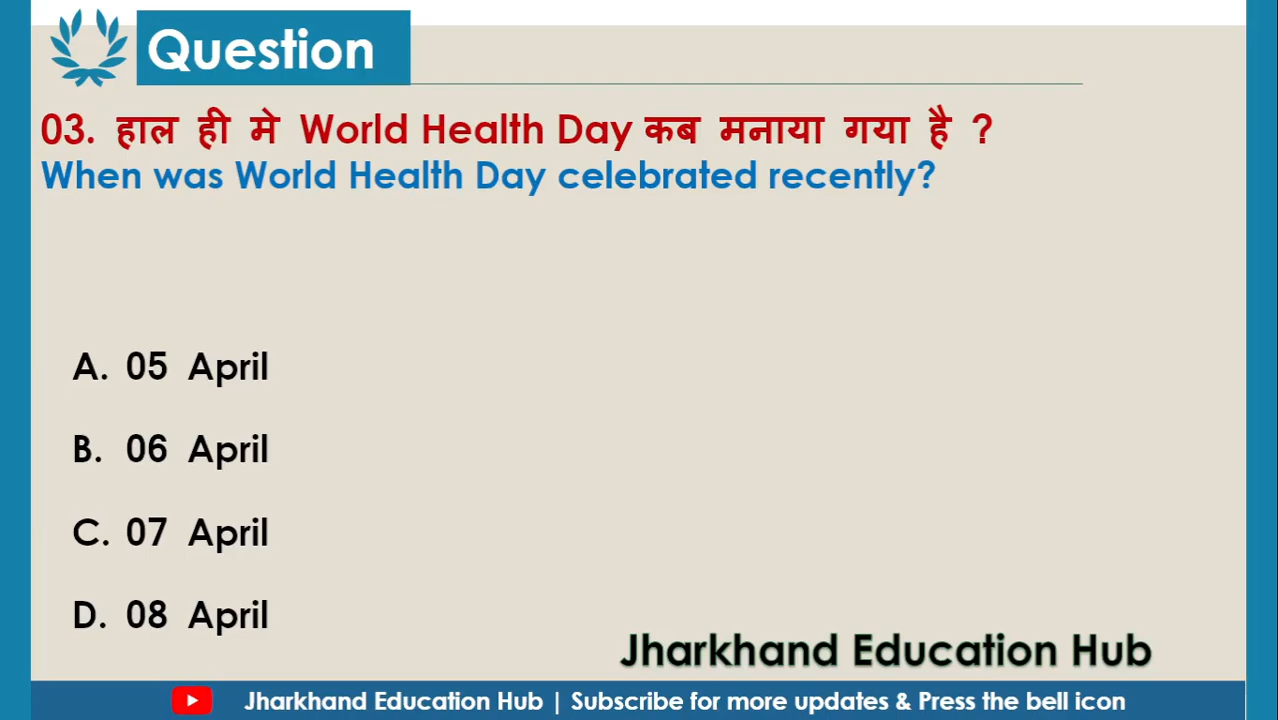 Question
03. हाल ही मे World Health Day कब मनाया गया है ?
When was World Health Day celebrated recently?
A. 05 April
B. 06 April
C. 07 April
D. 08 April
Jharkhand Education Hub
Jharkhand Education Hub | Subscribe for more updates & Press the bell icon